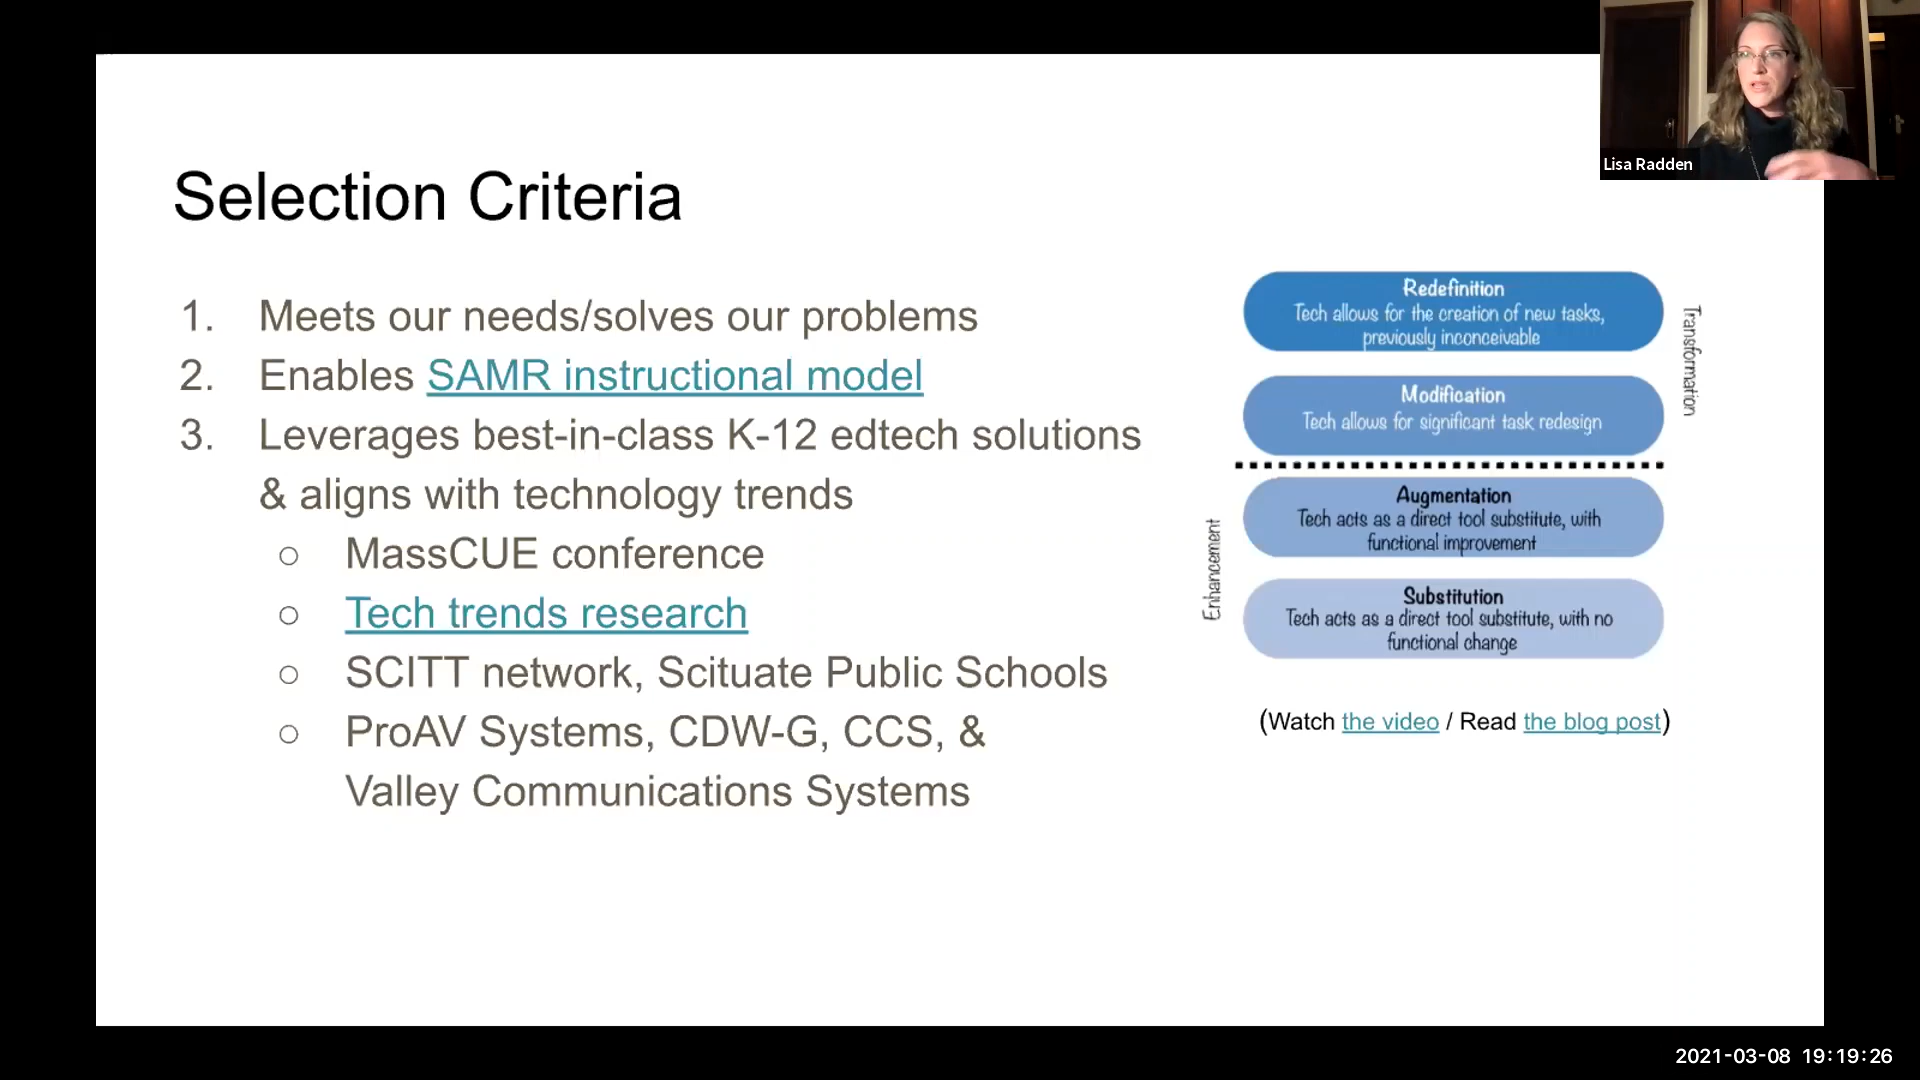 Lisa Radden
Selection Criteria
1. Meets our needs/solves our problems
2. Enables SAMR instructional model
3. Leverages best-in-class K-12 edtech solutions
& aligns with technology trends
○ MassCUE conference
○ Tech trends research
○ SCITT network, Scituate Public Schools
○ ProAV Systems, CDW-G, CCS, &
Valley Communications Systems
Redefinition
Tech allows for the creation of new tasks,
previously inconceivable
Modification
Tech allows for significant task redesign
Transformation
Augmentation
Tech acts as a direct tool substitute, with
functional improvement
Substitution
Tech acts as a direct tool substitute, with no
functional change
Enhancement
(Watch the video / Read the blog post)
2021-03-08 19:19:26